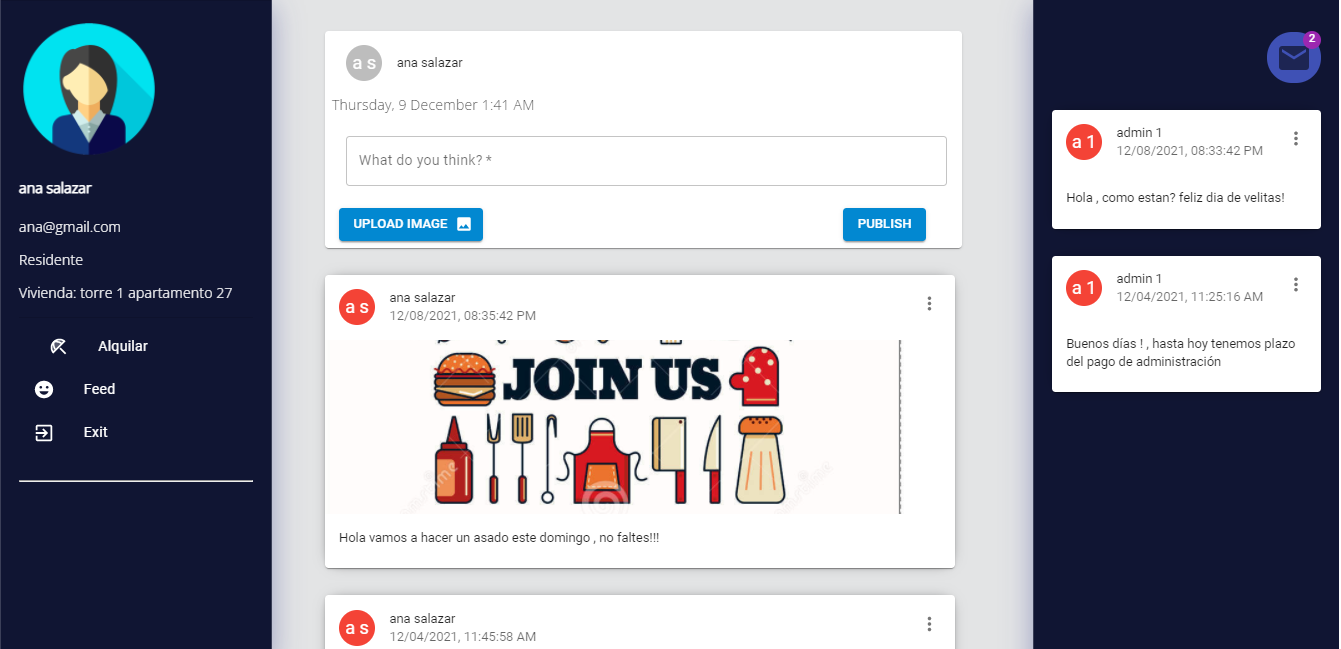 ana salazar
ana@gmail.com
Residente
Vivienda: torre 1 apartamento 27
Alquilar
Feed
Exit
a s
ana salazar
Thursday, 9 December 1:41 AM
What do you think? *
UPLOAD IMAGE
PUBLISH
a s
ana salazar
12/08/2021, 08:35:42 PM
JOIN US
Hola vamos a hacer un asado este domingo , no faltes!!!
a s
ana salazar
12/04/2021, 11:45:58 AM
2
a 1
admin 1
12/08/2021, 08:33:42 PM
Hola , como estan? feliz dia de velitas!
a 1
admin 1
12/04/2021, 11:25:16 AM
Buenos días ! , hasta hoy tenemos plazo
del pago de administración